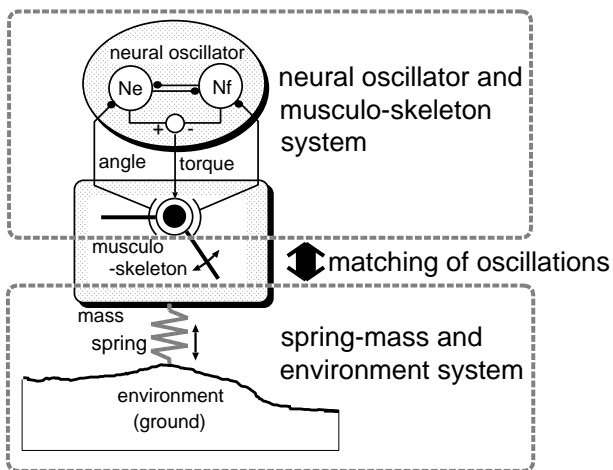 neural oscillator
Ne
Nf
+
-
angle
torque
neural oscillator and
musculo-skeleton
system
musculo
-skeleton
matching of oscillations
mass
spring
spring-mass and
environment system
environment
(ground)